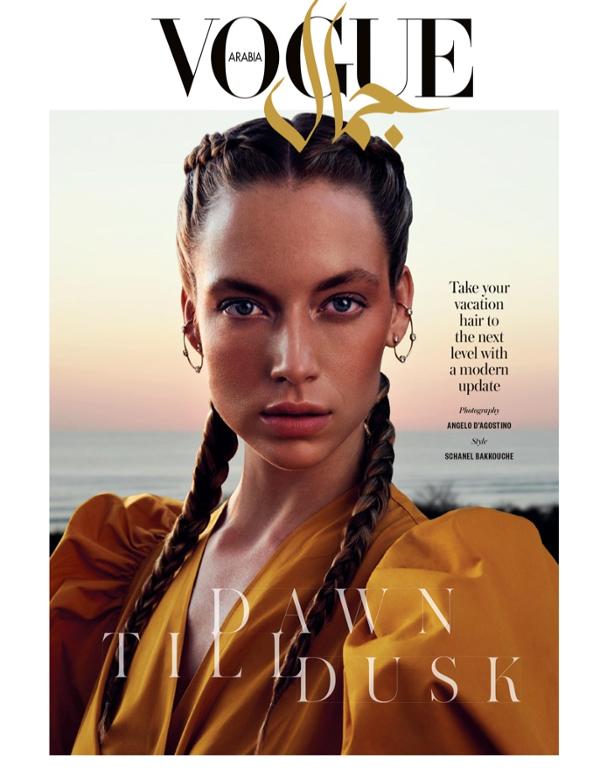 VOGUE
ARABIA
جمال
Take your
vacation
hair to
the next
level with
a modern
update
Photography
ANGELO D'AGOSTINO
Style
SCHANEL BAKKOUCHE
DAWN
TILL
DUSK